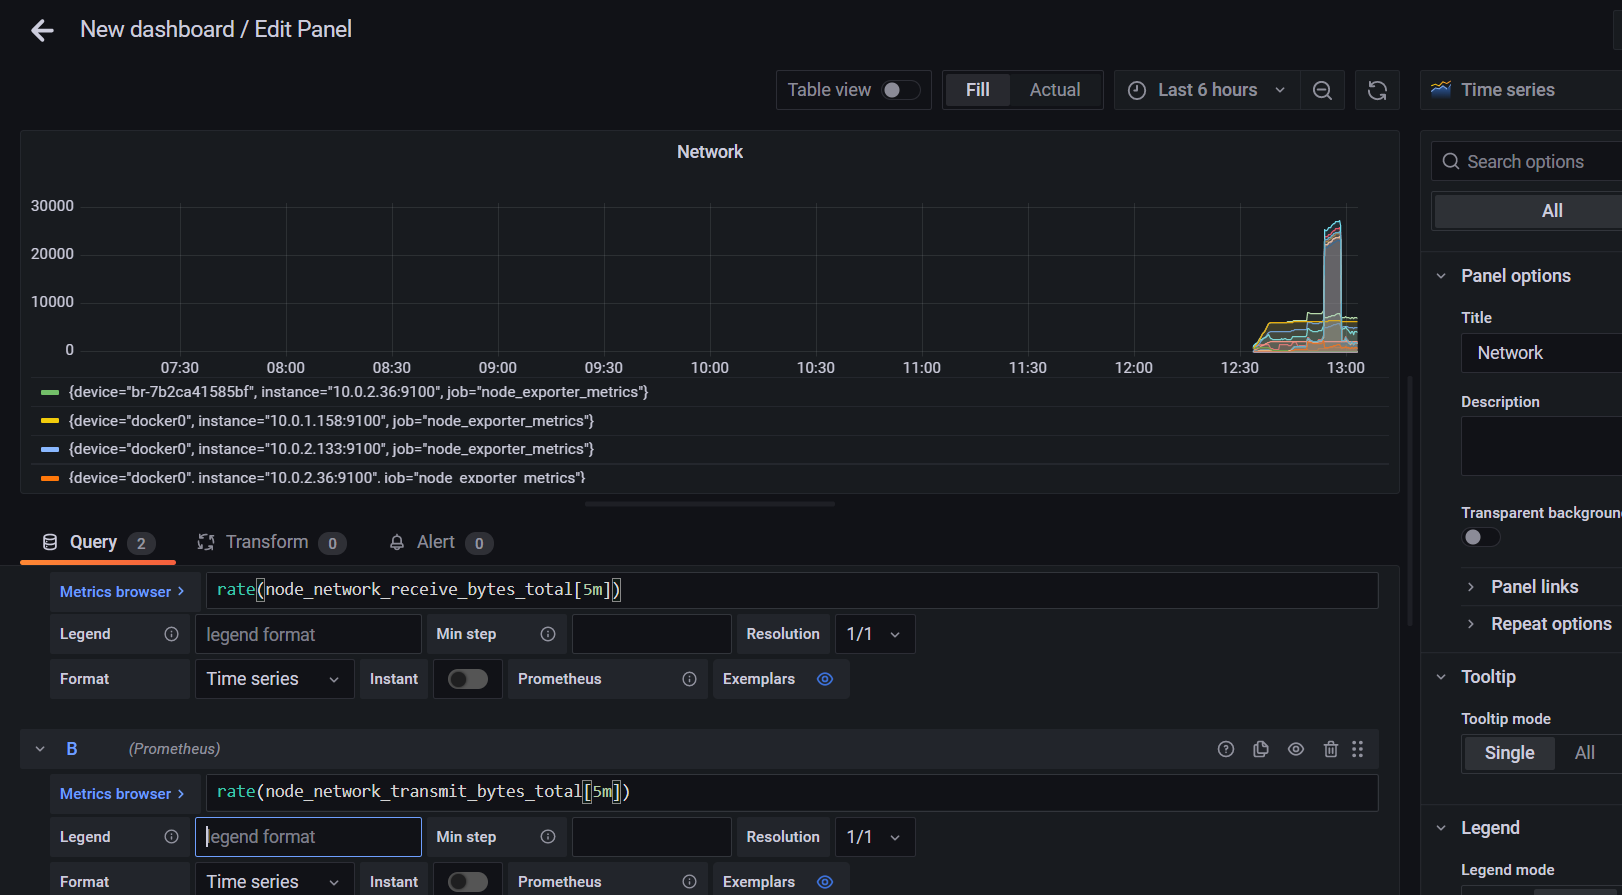 New dashboard / Edit Panel
Table view Fill Actual Last 6 hours Time series
Network
Search options
All
30000
20000
10000
0
07:30 08:00 08:30 09:00 09:30 10:00 10:30 11:00 11:30 12:00 12:30 13:00
{device="br-7b2ca41585bf", instance="10.0.2.36:9100", job="node_exporter_metrics"}
{device="docker0", instance="10.0.1.158:9100", job="node_exporter_metrics"}
{device="docker0", instance="10.0.2.133:9100", job="node_exporter_metrics"}
{device="docker0", instance="10.0.2.36:9100", job="node_exporter_metrics"}
Panel options
Title
Network
Description
Transparent backgroun
Panel links
Repeat options
Tooltip
Tooltip mode
Single All
Legend
Legend mode
Query 2 Transform 0 Alert 0
Metrics browser > rate(node_network_receive_bytes_total[5m])
Legend legend format Min step Resolution 1/1
Format Time series Instant Prometheus Exemplars
B (Prometheus)
Metrics browser > rate(node_network_transmit_bytes_total[5m])
Legend legend format Min step Resolution 1/1
Format Time series Instant Prometheus Exemplars